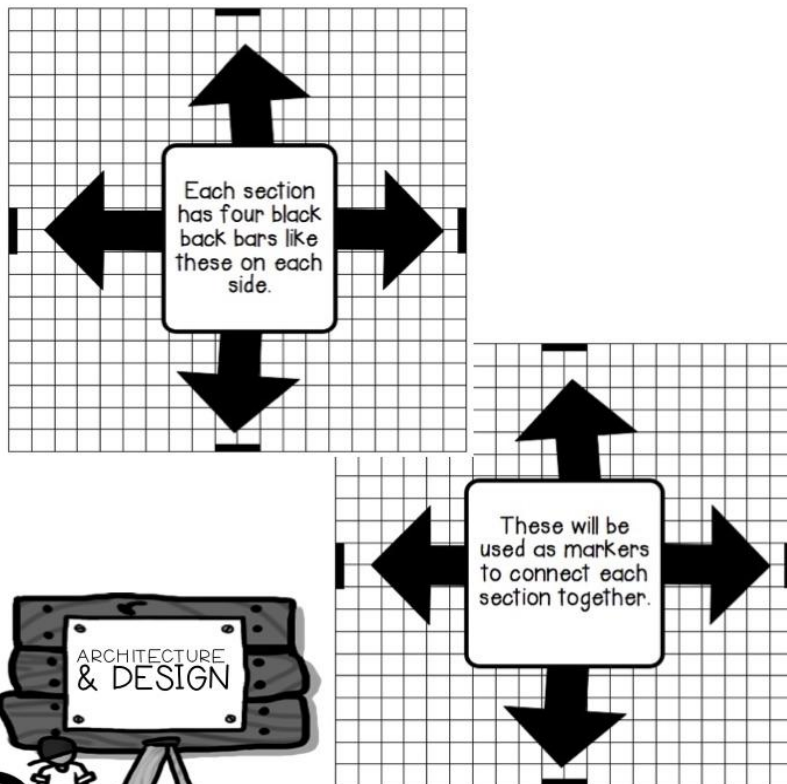 Each section
has four black
back bars like
these on each
side.
These will be
used as markers
to connect each
section together.
ARCHITECTURE
& DESIGN